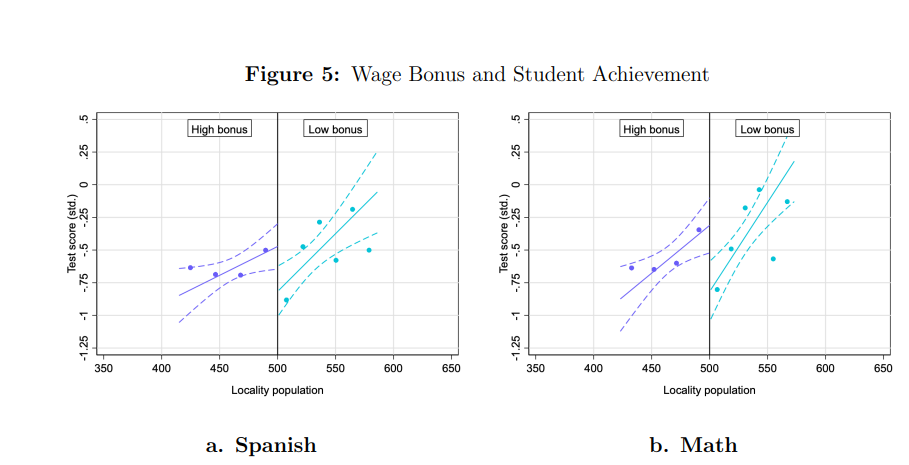 Figure 5: Wage Bonus and Student Achievement
High bonus
Low bonus
.5
.25
0
-.25
-.5
-.75
-1
-1.25
Test score (std.)
350 400 450 500 550 600 650
Locality population
a. Spanish
High bonus
Low bonus
.5
.25
0
-.25
-.5
-.75
-1
-1.25
Test score (std.)
350 400 450 500 550 600 650
Locality population
b. Math